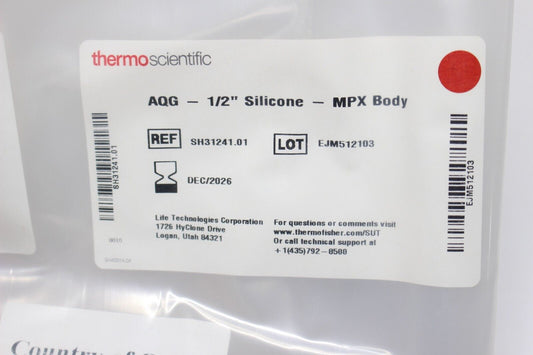 thermoscientific
AQG – 1/2" Silicone – MPX Body
REF SH31241.01
LOT EJM512103
DEC/2026
SH31241.01
EJM512103
Life Technologies Corporation
1726 HyClone Drive
Logan, Utah 84321
For questions or comments visit
www.thermofisher.com/SUT
Or call technical support at
+ 1(435)792-8500
Country of